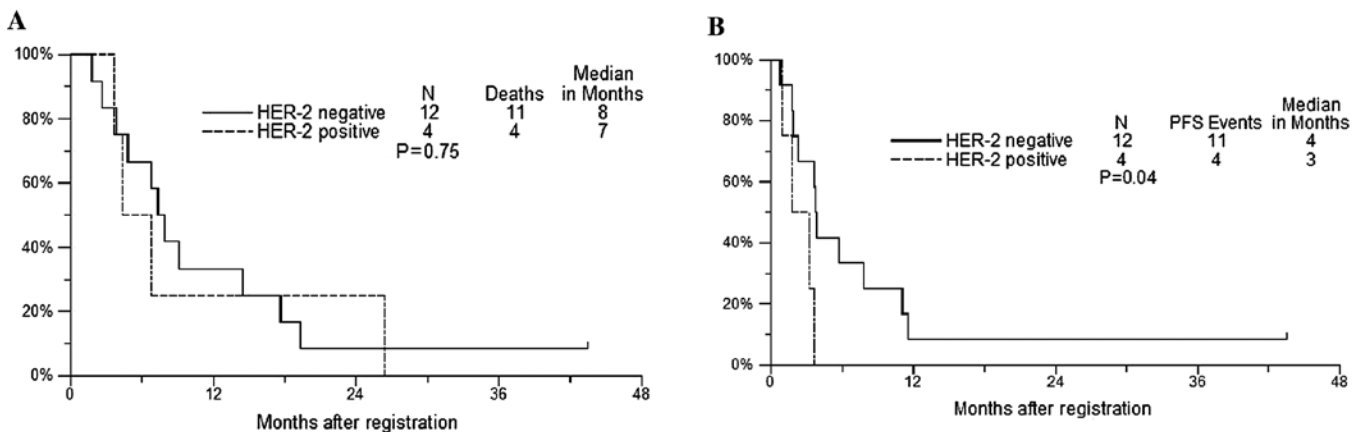 A
100%
80%
60%
40%
20%
0%
Median
N Deaths in Months
HER-2 negative 12 11 8
HER-2 positive 4 4 7
P=0.75
0 12 24 36 48
Months after registration
B
100%
80%
60%
40%
20%
0%
Median
N PFS Events in Months
HER-2 negative 12 11 4
HER-2 positive 4 4 3
P=0.04
0 12 24 36 48
Months after registration